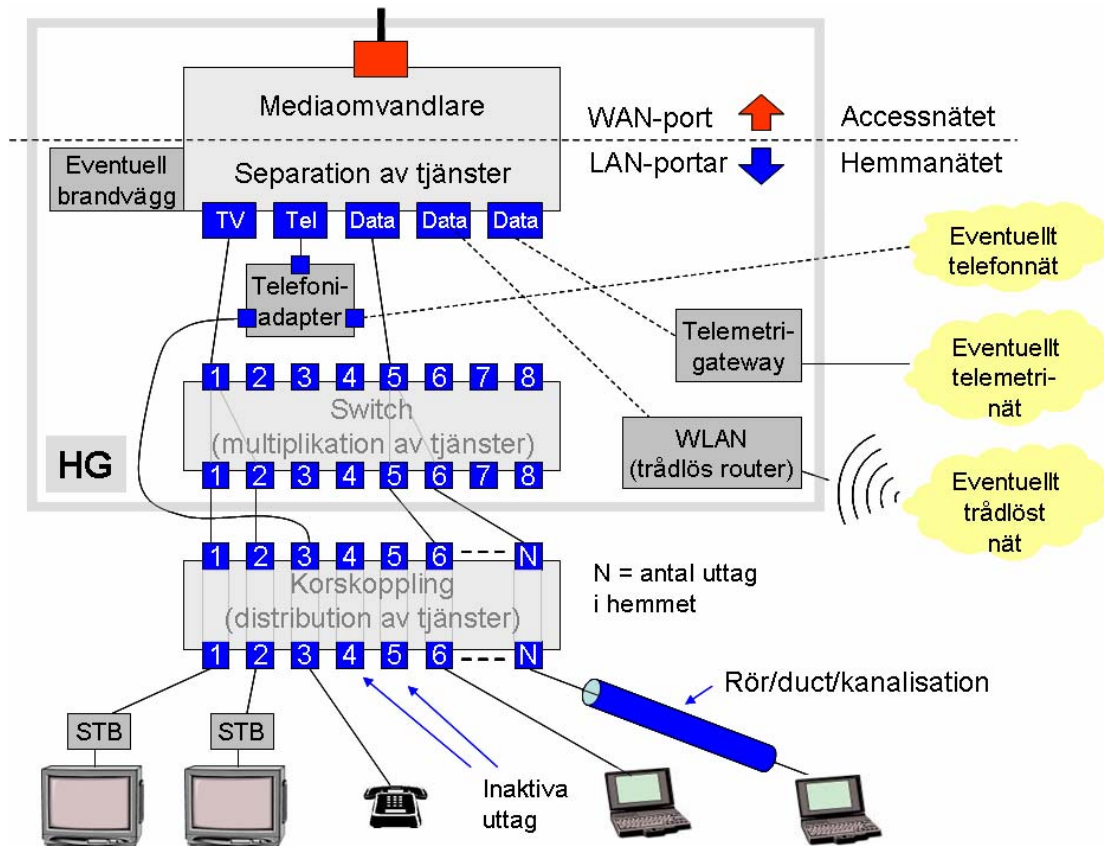 Mediaomvandlare
WAN-port
Accessnätet
LAN-portar
Hemmanätet
Eventuell
brandvägg
Separation av tjänster
TV Tel Data Data Data
Telefoni-
adapter
Eventuellt
telefonnät
Telemetri-
gateway
Eventuellt
telemetri-
nät
1 2 3 4 5 6 7 8
Switch
(multiplikation av tjänster)
1 2 3 4 5 6 7 8
HG
WLAN
(trådlös router)
Eventuellt
trådlöst
nät
1 2 3 4 5 6 N
Korskoppling
(distribution av tjänster)
1 2 3 4 5 6 N
N = antal uttag
i hemmet
Rör/duct/kanalisation
STB
STB
Inaktiva
uttag